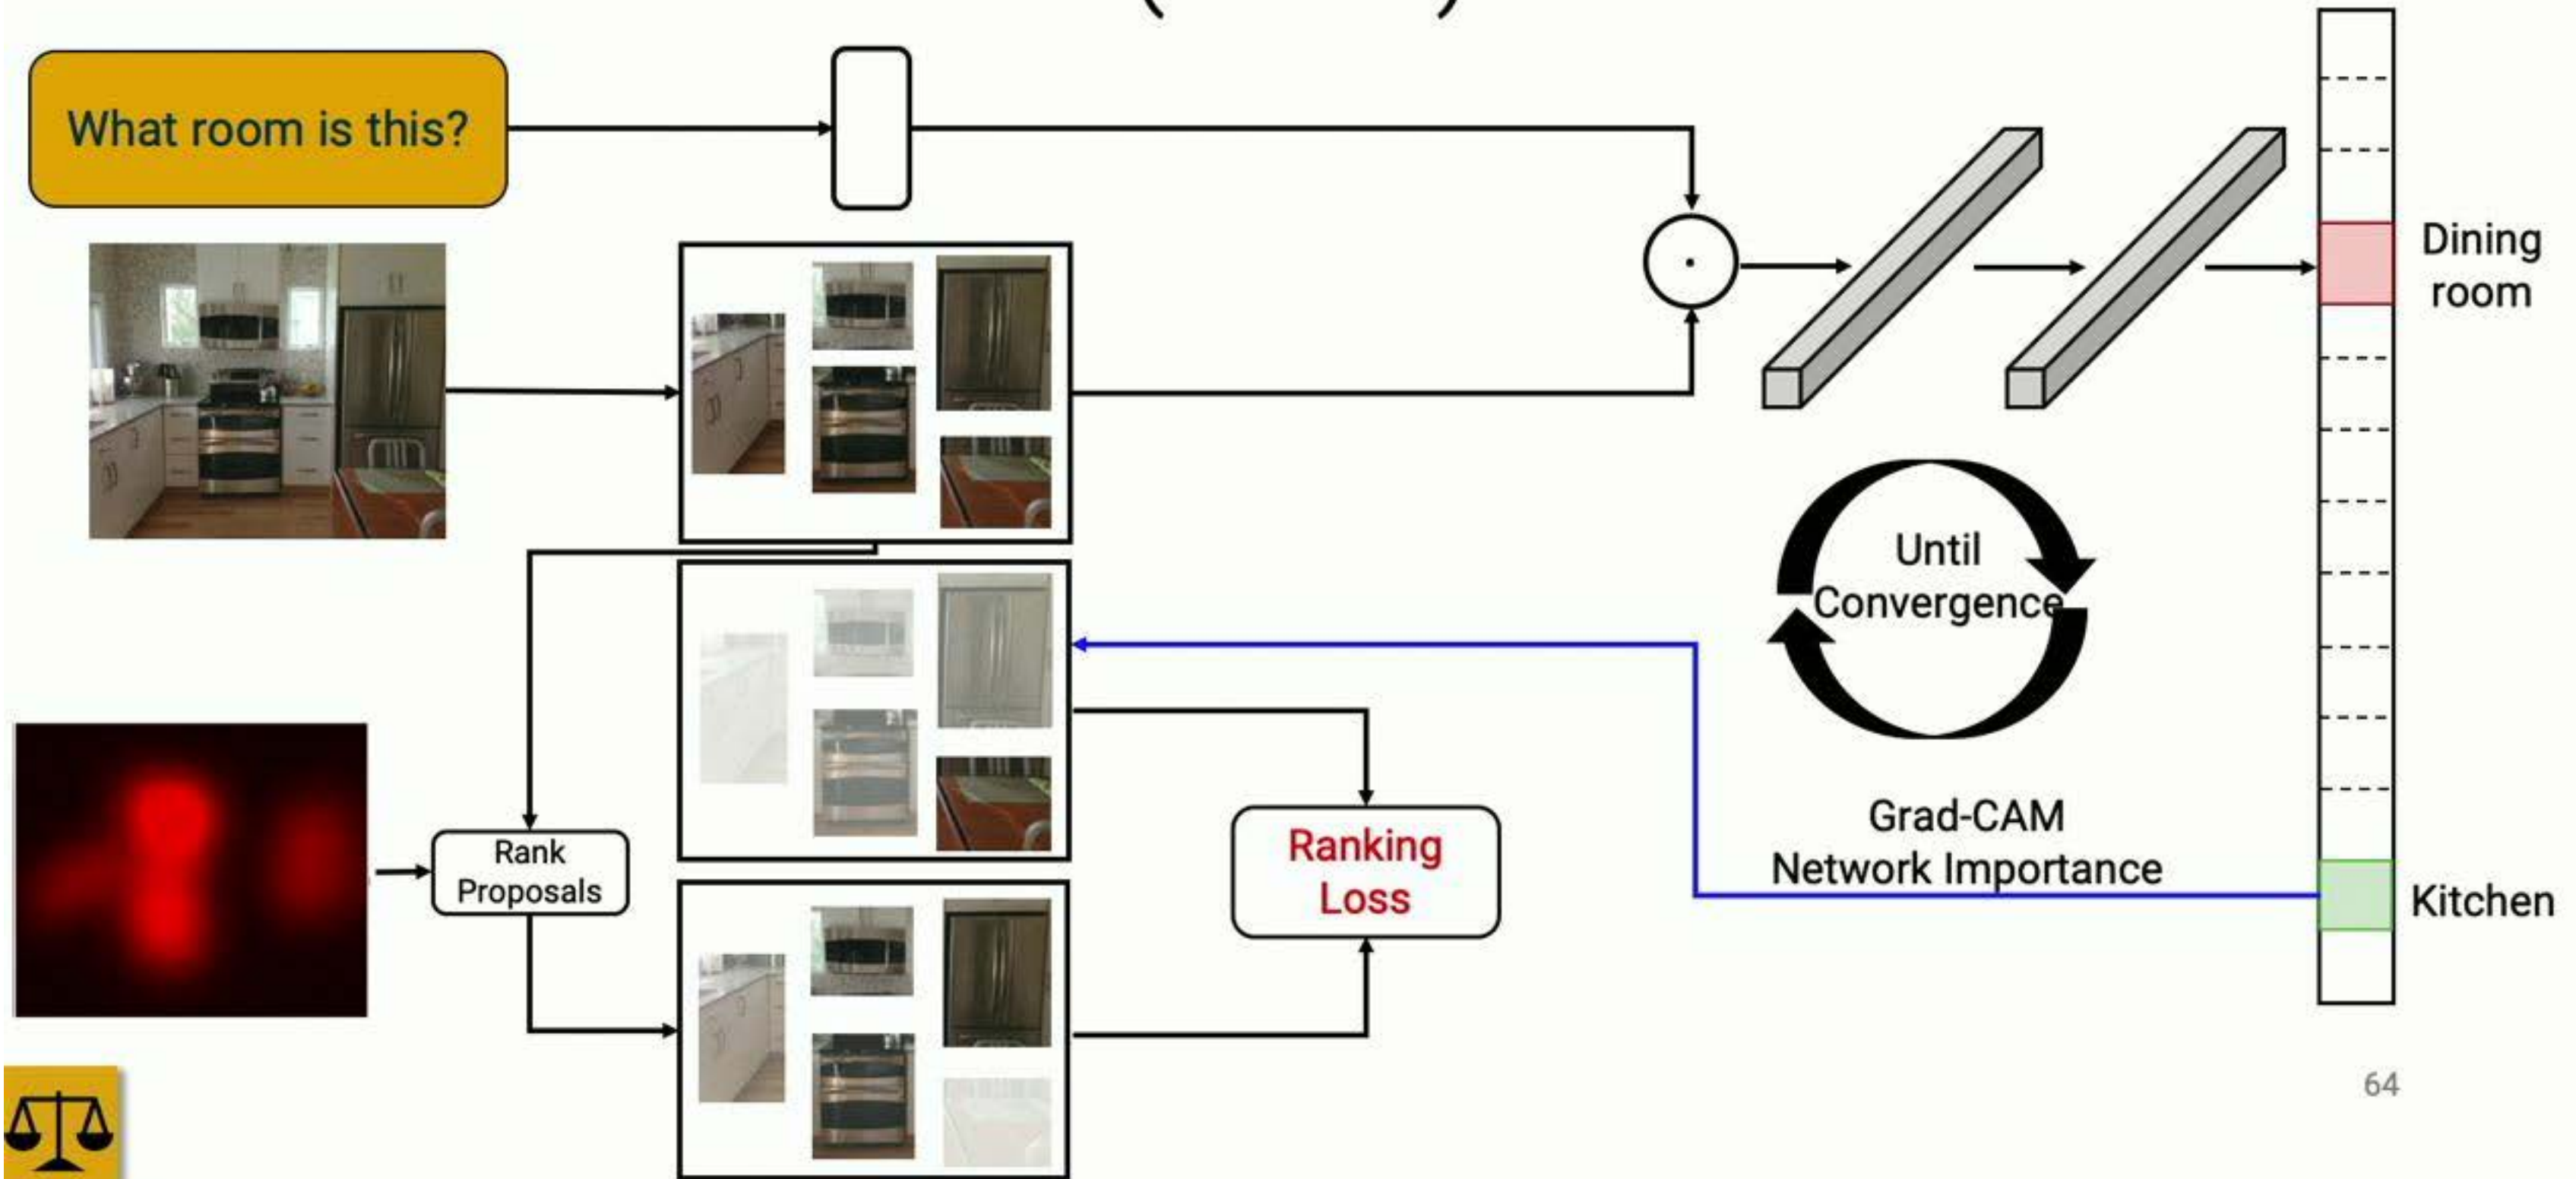 What room is this?
Dining
room
Until
Convergence
Rank
Proposals
Ranking
Loss
Grad-CAM
Network Importance
Kitchen
64